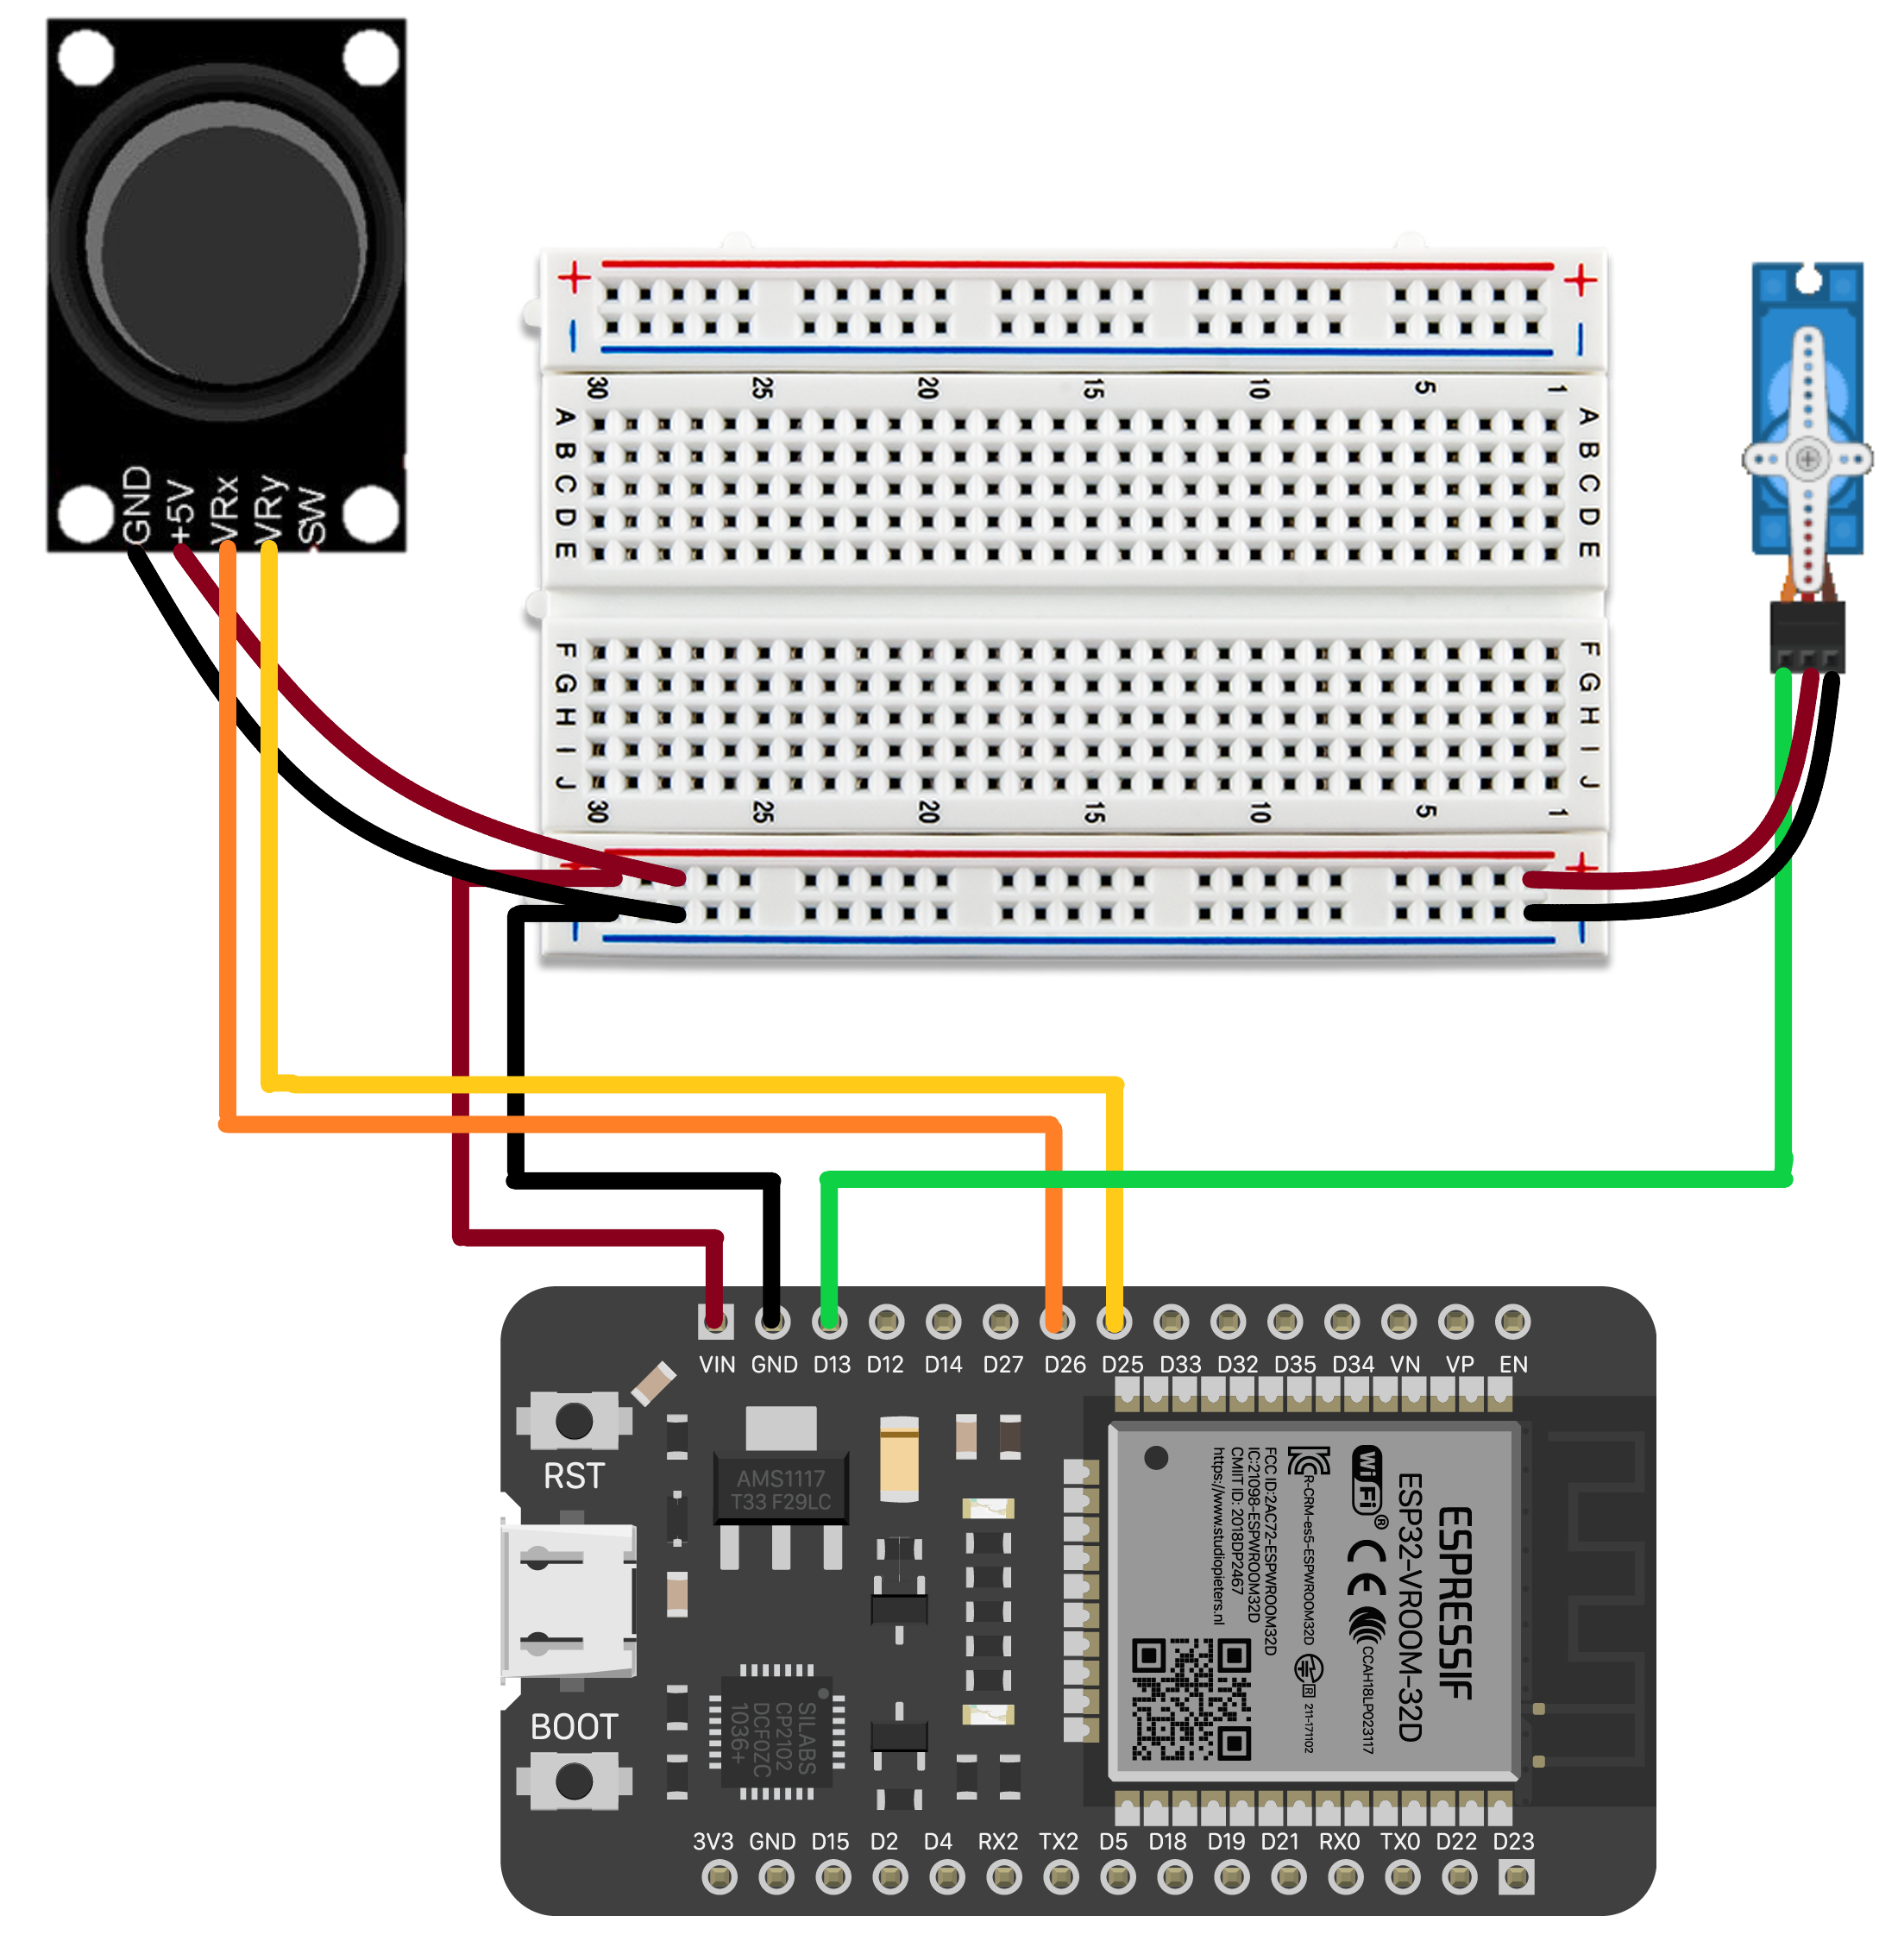 GND
+5V
VRx
VRy
SW
+ +
- -
30 25 20 15 10 5 1
A A
B B
C C
D D
E E
F F
G G
H H
I I
J J
30 25 20 15 10 5 1
+ +
VIN GND D13 D12 D14 D27 D26 D25 D33 D32 D35 D34 VN VP EN
RST
BOOT
AMS1117
T33 F29LC
SILABS
CP2102
DCF0ZC
1036+
ESPRESSIF
ESP32-VROOM-32D
WiFi®
CE
CCAH18LP023117
R-CRM-es5-ESPWROOM32D
R 211-171102
FCC ID:2AC72-ESPWROOM32D
IC:21098-ESPWROOM32D
CMIIT ID: 2018DP2467
https://www.studiopieters.nl
3V3 GND D15 D2 D4 RX2 TX2 D5 D18 D19 D21 RX0 TX0 D22 D23